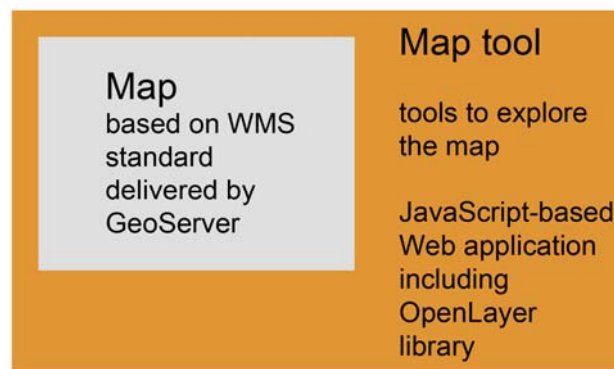 Map
based on WMS
standard
delivered by
GeoServer
Map tool
tools to explore
the map
JavaScript-based
Web application
including
OpenLayer
library